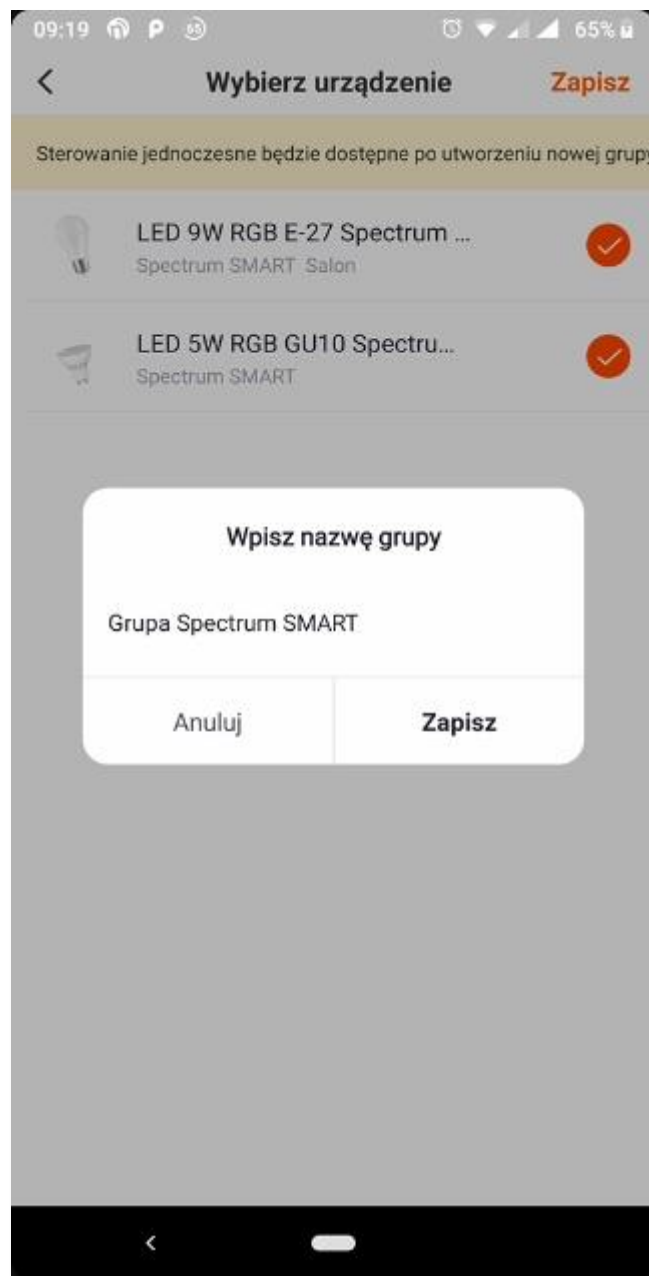 09:19 P 65 65%
Wybierz urządzenie Zapisz
Sterowanie jednoczesne będzie dostępne po utworzeniu nowej grupy
LED 9W RGB E-27 Spectrum ...
Spectrum SMART Salon
LED 5W RGB GU10 Spectru...
Spectrum SMART
Wpisz nazwę grupy
Grupa Spectrum SMART
Anuluj Zapisz